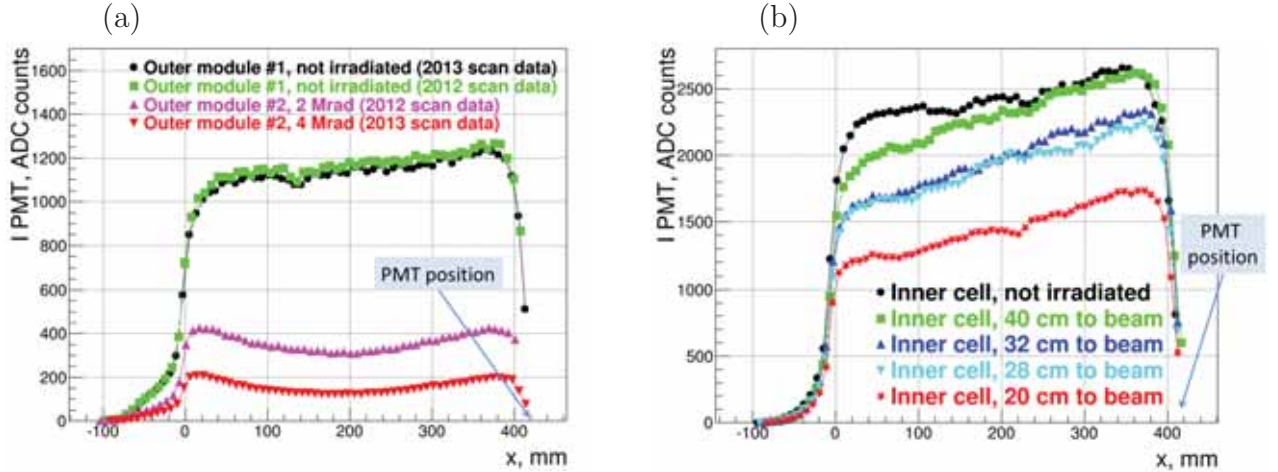 (a)
I PMT, ADC counts
1600
1400
1200
1000
800
600
400
200
0
Outer module #1, not irradiated (2013 scan data)
Outer module #1, not irradiated (2012 scan data)
Outer module #2, 2 Mrad (2012 scan data)
Outer module #2, 4 Mrad (2013 scan data)
PMT
position
-100 0 100 200 300 400
x, mm
(b)
I PMT, ADC counts
2500
2000
1500
1000
500
0
PMT
position
Inner cell, not irradiated
Inner cell, 40 cm to beam
Inner cell, 32 cm to beam
Inner cell, 28 cm to beam
Inner cell, 20 cm to beam
-100 0 100 200 300 400
x, mm